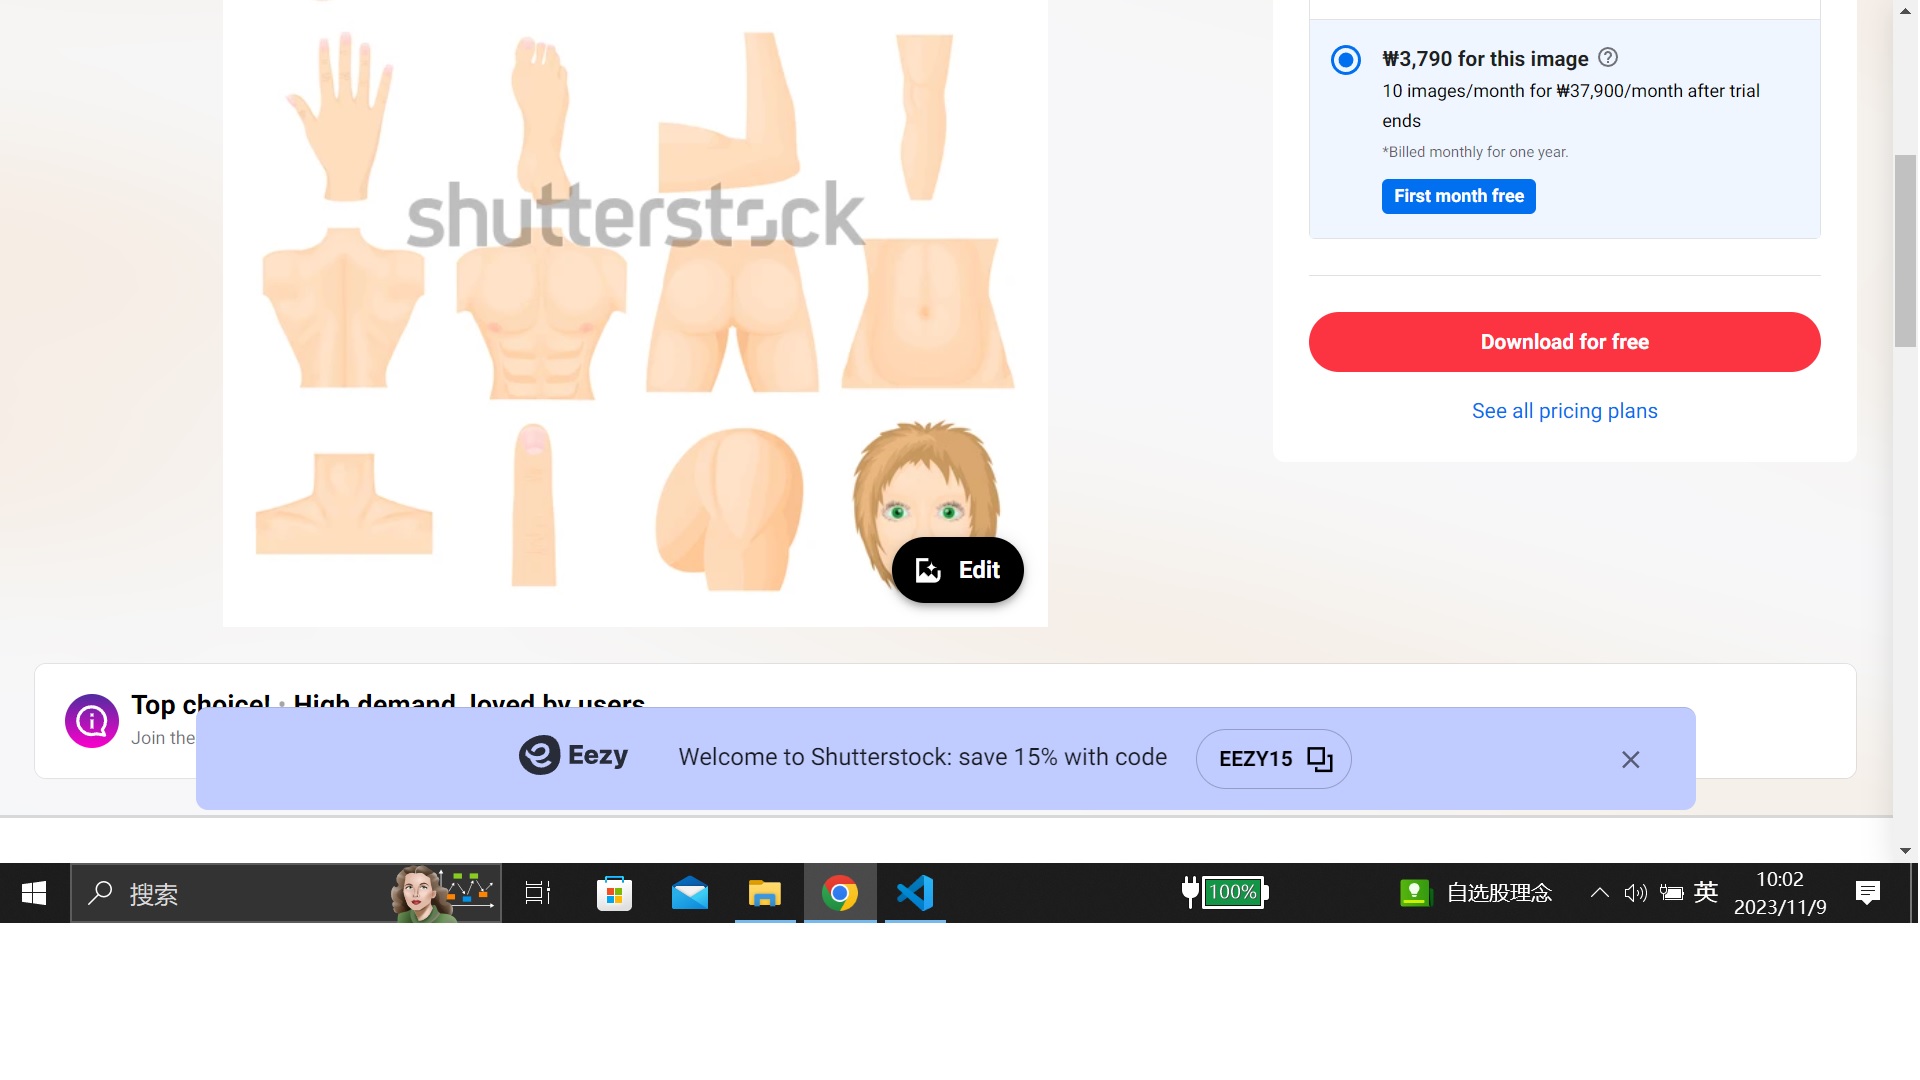 shutterstock
Edit
₩3,790 for this image
10 images/month for ₩37,900/month after trial
ends
*Billed monthly for one year.
First month free
Download for free
See all pricing plans
Top choice! • High demand, loved by users
Join the
Eezy
Welcome to Shutterstock: save 15% with code
EEZY15
搜索
100%
自选股理念
英
10:02
2023/11/9